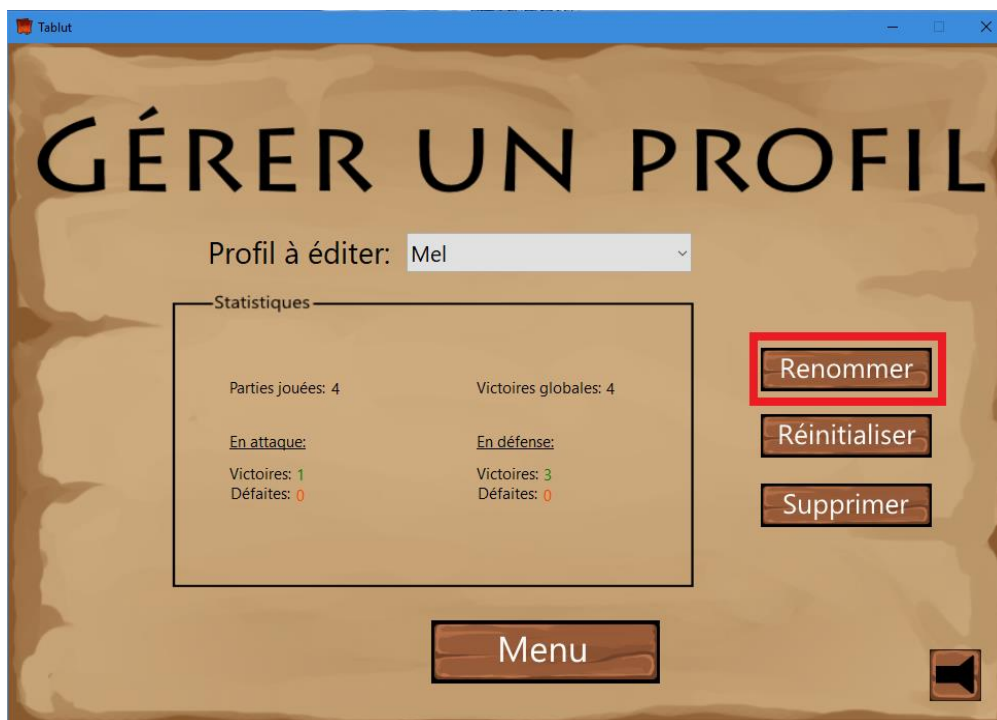 Tablut
GÉRER UN PROFIL
Profil à éditer: Mel
Statistiques
Parties jouées: 4
Victoires globales: 4
En attaque:
Victoires: 1
Défaites: 0
En défense:
Victoires: 3
Défaites: 0
Renommer
Réinitialiser
Supprimer
Menu